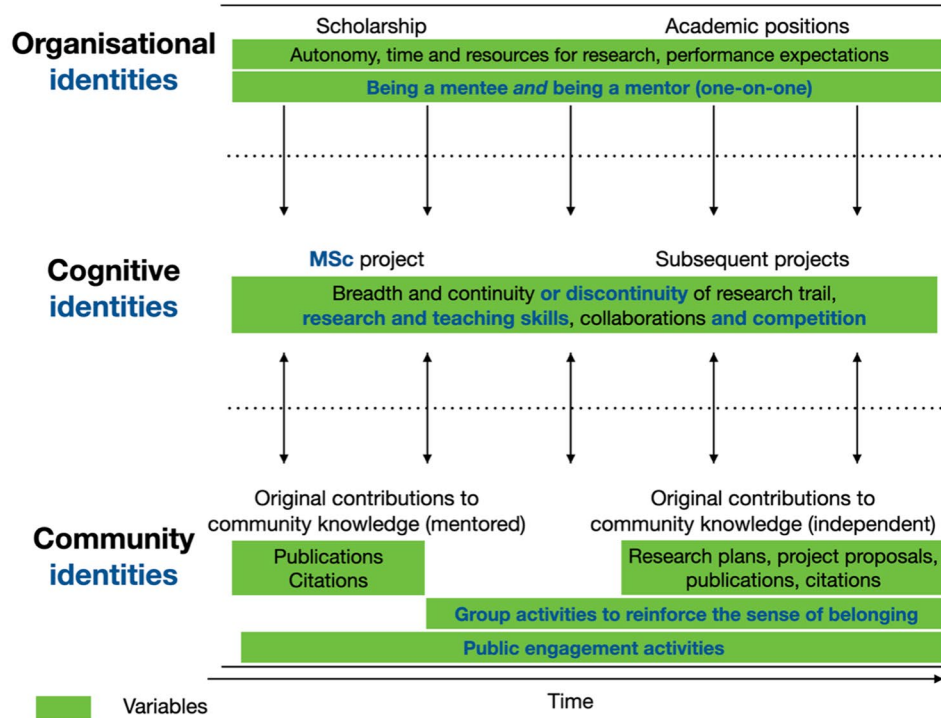 Organisational
identities
Scholarship
Academic positions
Autonomy, time and resources for research, performance expectations
Being a mentee and being a mentor (one-on-one)
Cognitive
identities
MSc project
Subsequent projects
Breadth and continuity or discontinuity of research trail,
research and teaching skills, collaborations and competition
Community
identities
Original contributions to
community knowledge (mentored)
Original contributions to
community knowledge (independent)
Publications
Citations
Research plans, project proposals,
publications, citations
Group activities to reinforce the sense of belonging
Public engagement activities
Time
Variables